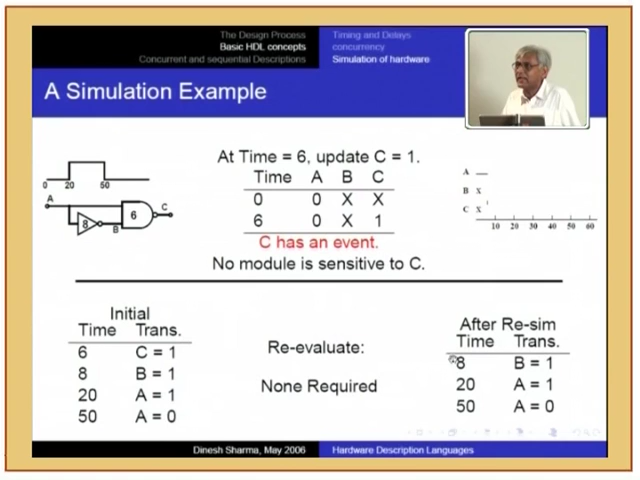 The Design Process
Basic HDL concepts
Concurrent and sequential Descriptions
Timing and Delays
concurrency
Simulation of hardware
A Simulation Example
0 20 50
A
8
B
6
C
At Time = 6, update C = 1.
Time A B C
0 0 X X
6 0 X 1
C has an event.
No module is sensitive to C.
A
B X
C X
10 20 30 40 50 60
Initial
Time Trans.
6 C = 1
8 B = 1
20 A = 1
50 A = 0
Re-evaluate:
None Required
After Re-sim
Time Trans.
8 B = 1
20 A = 1
50 A = 0
Dinesh Sharma, May 2006
Hardware Description Languages